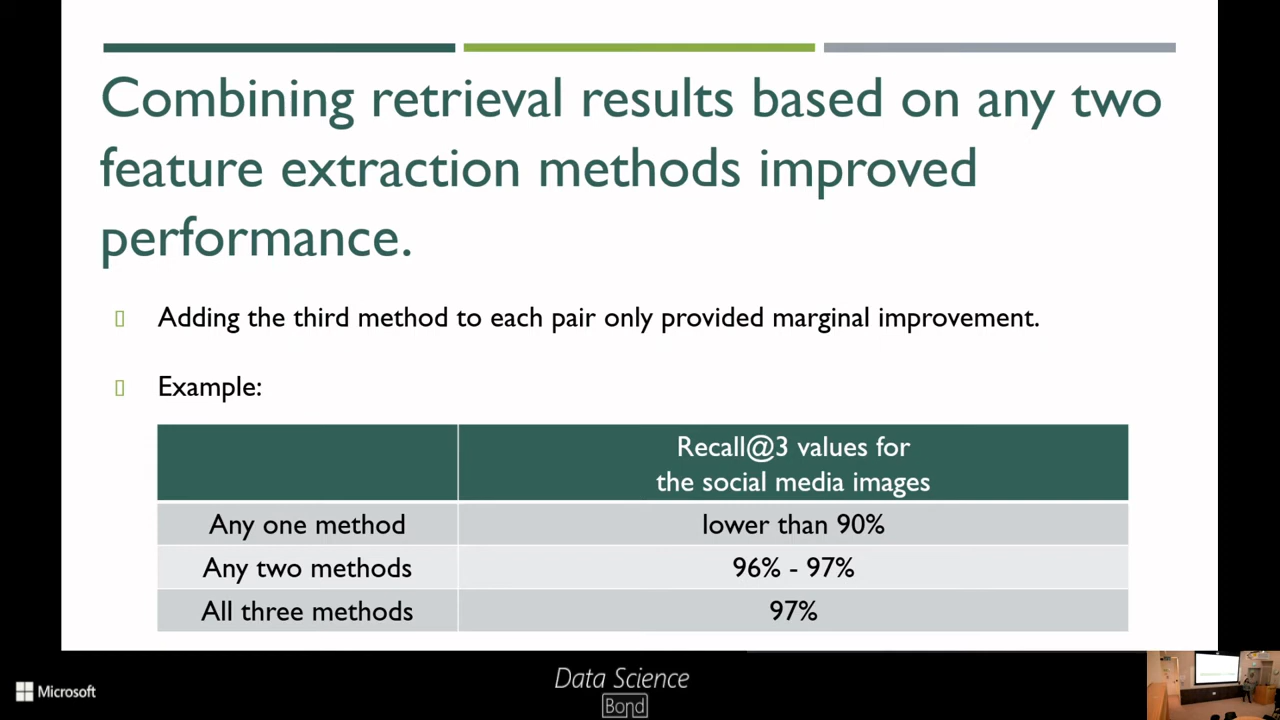 Combining retrieval results based on any two
feature extraction methods improved
performance.
Adding the third method to each pair only provided marginal improvement.
Example:
Recall@3 values for
the social media images
Any one method lower than 90%
Any two methods 96% - 97%
All three methods 97%
Microsoft
Data Science
Bond